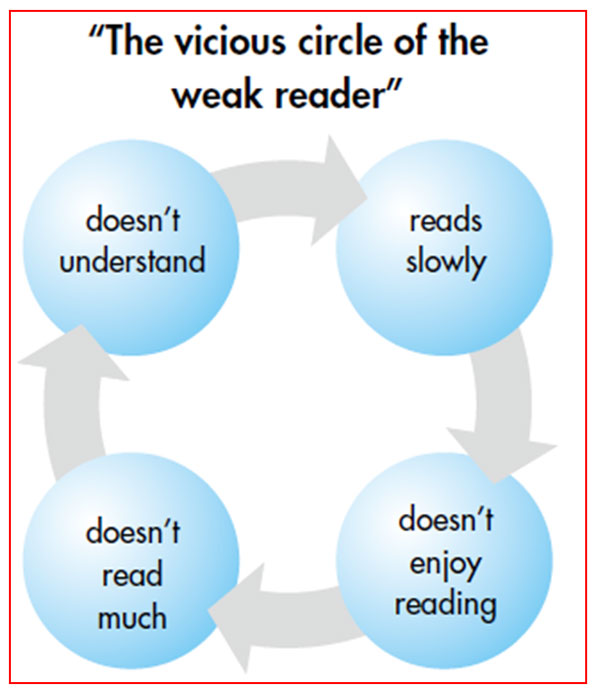 “The vicious circle of the
weak reader”
doesn’t
understand
reads
slowly
doesn’t
enjoy
reading
doesn’t
read
much